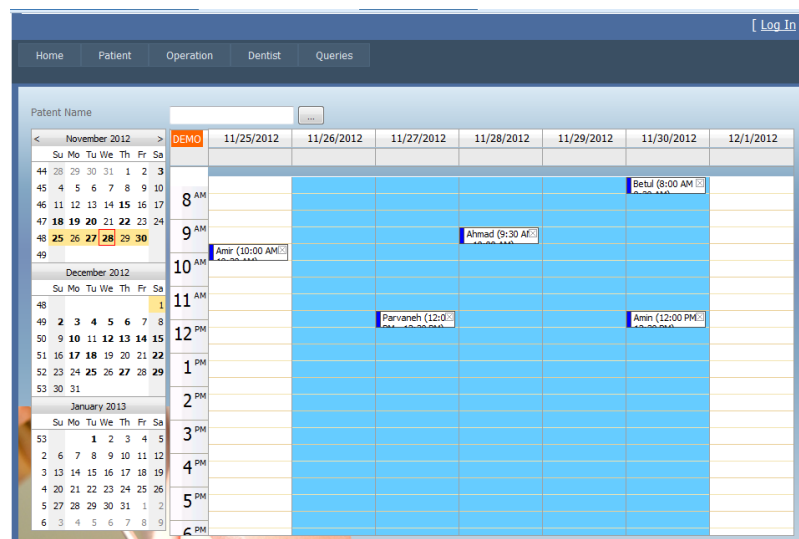 [ Log In
Home Patient Operation Dentist Queries
Patent Name ...
< November 2012 >
Su Mo Tu We Th Fr Sa
44 28 29 30 31 1 2 3
45 4 5 6 7 8 9 10
46 11 12 13 14 15 16 17
47 18 19 20 21 22 23 24
48 25 26 27 28 29 30
49
December 2012
Su Mo Tu We Th Fr Sa
48 1
49 2 3 4 5 6 7 8
50 9 10 11 12 13 14 15
51 16 17 18 19 20 21 22
52 23 24 25 26 27 28 29
53 30 31
January 2013
Su Mo Tu We Th Fr Sa
53 1 2 3 4 5
2 6 7 8 9 10 11 12
3 13 14 15 16 17 18 19
4 20 21 22 23 24 25 26
5 27 28 29 30 31 1 2
6 3 4 5 6 7 8 9
DEMO 11/25/2012 11/26/2012 11/27/2012 11/28/2012 11/29/2012 11/30/2012 12/1/2012
Betul (8:00 AM
8 AM
9 AM
Ahmad (9:30 AM
Amir (10:00 AM
10 AM
11 AM
Parvaneh (12:0
Amin (12:00 PM
12 PM
1 PM
2 PM
3 PM
4 PM
5 PM
6 PM